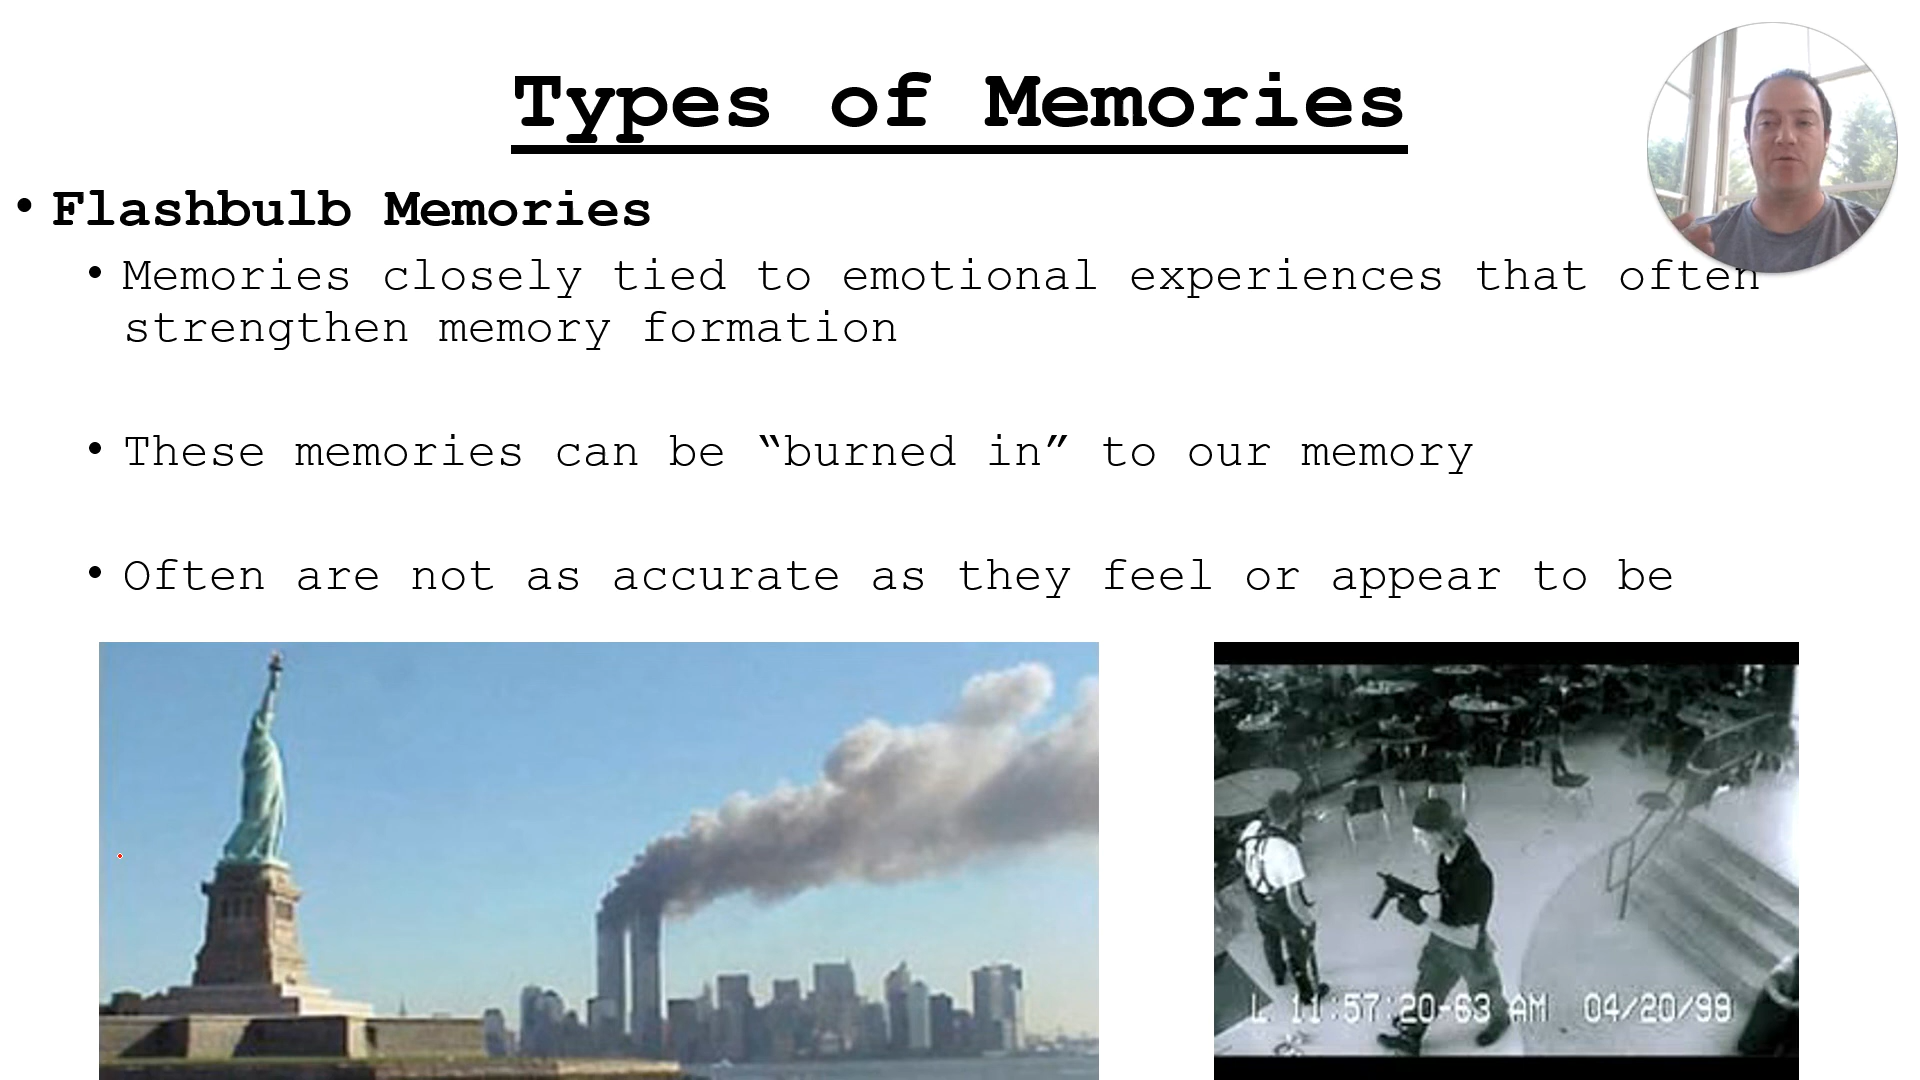 Types of Memories
• Flashbulb Memories
• Memories closely tied to emotional experiences that often
strengthen memory formation
• These memories can be “burned in” to our memory
• Often are not as accurate as they feel or appear to be
L 11:57:20-63 AM 04/20/99